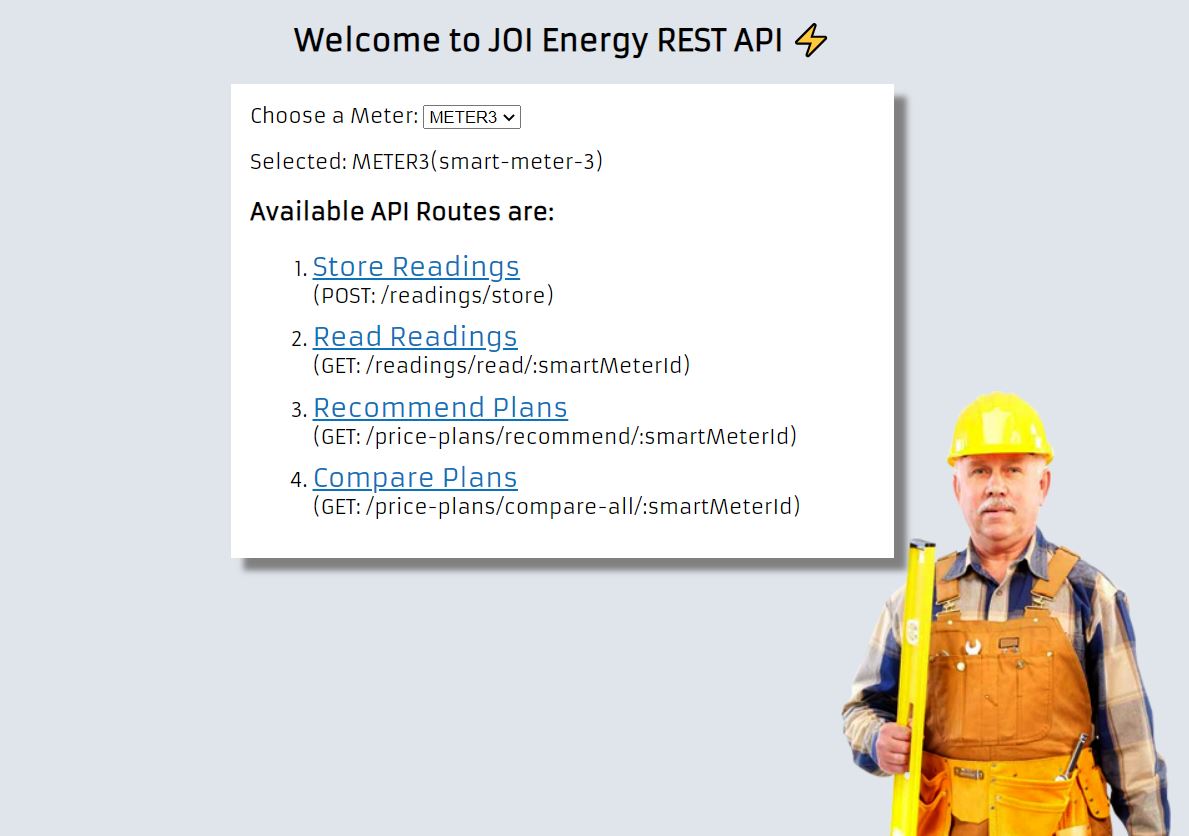 Welcome to JOI Energy REST API ⚡
Choose a Meter: METER3
Selected: METER3(smart-meter-3)
Available API Routes are:
1. Store Readings
(POST: /readings/store)
2. Read Readings
(GET: /readings/read/:smartMeterId)
3. Recommend Plans
(GET: /price-plans/recommend/:smartMeterId)
4. Compare Plans
(GET: /price-plans/compare-all/:smartMeterId)